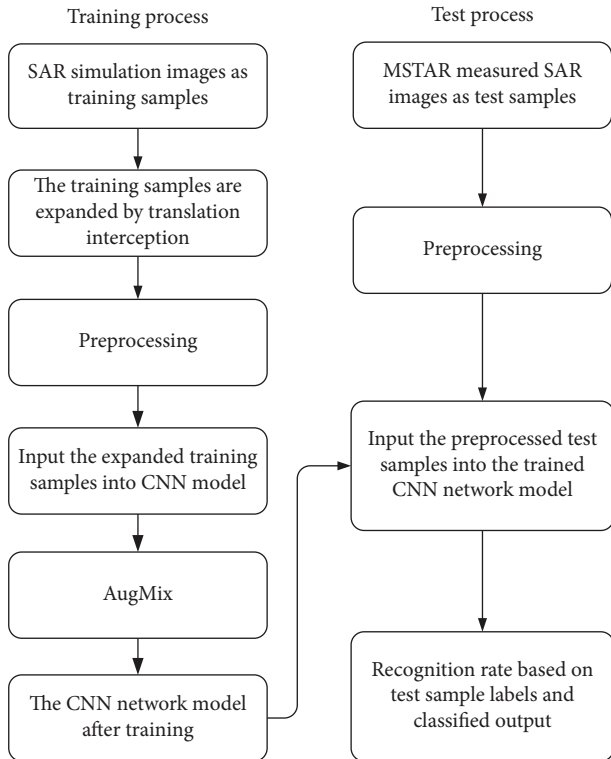 Training process
SAR simulation images as
training samples
The training samples are
expanded by translation
interception
Preprocessing
Input the expanded training
samples into CNN model
AugMix
The CNN network model
after training
Test process
MSTAR measured SAR
images as test samples
Preprocessing
Input the preprocessed test
samples into the trained
CNN network model
Recognition rate based on
test sample labels and
classified output